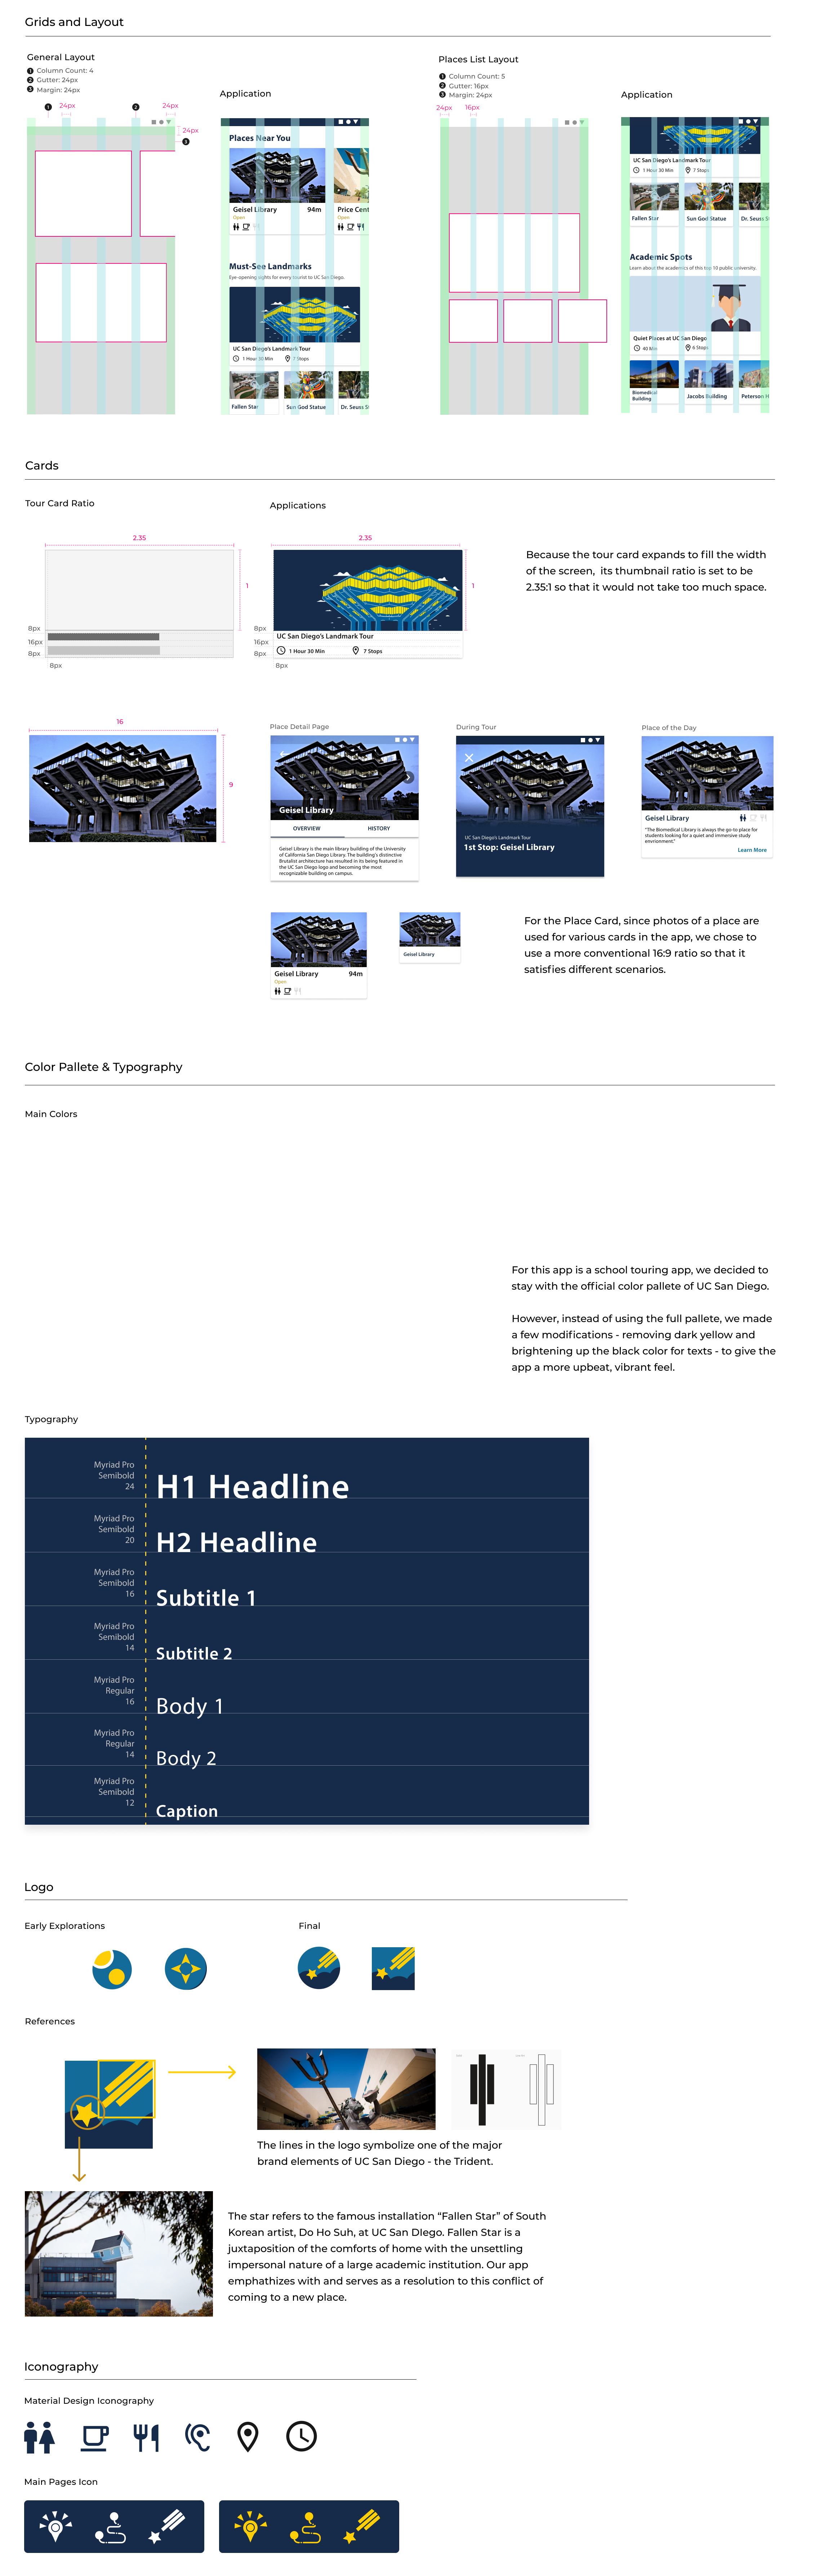 Grids and Layout
General Layout
1 Column Count: 4
2 Gutter: 24px
3 Margin: 24px
1
24px
2
24px
24px
3
Application
Places Near You
Geisel Library
94m
Open
Price Cent
Must-See Landmarks
Eye-opening sights for every tourist to UC San Diego.
UC San Diego's Landmark Tour
1 Hour 30 Min
7 Stops
Fallen Star
Sun God Statue
Dr. Seuss S
Places List Layout
1 Column Count: 5
2 Gutter: 16px
3 Margin: 24px
24px
16px
Application
UC San Diego's Landmark Tour
1 Hour 30 Min
7 Stops
Fallen Star
Sun God Statue
Dr. Seuss S
Academic Spots
Learn about the academics of this top 10 public university.
Quiet Places at UC San Diego
40 Min
6 Stops
Biomedical
Building
Jacobs Building
Peterson H
Cards
Tour Card Ratio
2.35
1
8px
16px
8px
8px
Applications
2.35
1
8px
16px
8px
8px
UC San Diego's Landmark Tour
1 Hour 30 Min
7 Stops
Because the tour card expands to fill the width
of the screen, its thumbnail ratio is set to be
2.35:1 so that it would not take too much space.
16
9
Place Detail Page
Geisel Library
OVERVIEW
HISTORY
Geisel Library is the main library building of the University
of California San Diego Library. The building's distinctive
Brutalist architecture has resulted in its being featured in
the UC San Diego logo and becoming the most
recognizable building on campus.
During Tour
UC San Diego's Landmark Tour
1st Stop: Geisel Library
Place of the Day
Geisel Library
"The Biomedical Library is always the go-to place for
students looking for a quiet and immersive study
envrionment."
Learn More
Geisel Library
94m
Open
Geisel Library
For the Place Card, since photos of a place are
used for various cards in the app, we chose to
use a more conventional 16:9 ratio so that it
satisfies different scenarios.
Color Pallete & Typography
Main Colors
For this app is a school touring app, we decided to
stay with the official color pallete of UC San Diego.
However, instead of using the full pallete, we made
a few modifications - removing dark yellow and
brightening up the black color for texts - to give the
app a more upbeat, vibrant feel.
Typography
Myriad Pro
Semibold
24
H1 Headline
Myriad Pro
Semibold
20
H2 Headline
Myriad Pro
Semibold
16
Subtitle 1
Myriad Pro
Semibold
14
Subtitle 2
Myriad Pro
Regular
16
Body 1
Myriad Pro
Regular
14
Body 2
Myriad Pro
Semibold
12
Caption
Logo
Early Explorations
Final
References
The lines in the logo symbolize one of the major
brand elements of UC San Diego - the Trident.
The star refers to the famous installation “Fallen Star” of South
Korean artist, Do Ho Suh, at UC San DIego. Fallen Star is a
juxtaposition of the comforts of home with the unsettling
impersonal nature of a large academic institution. Our app
emphathizes with and serves as a resolution to this conflict of
coming to a new place.
Iconography
Material Design Iconography
Main Pages Icon